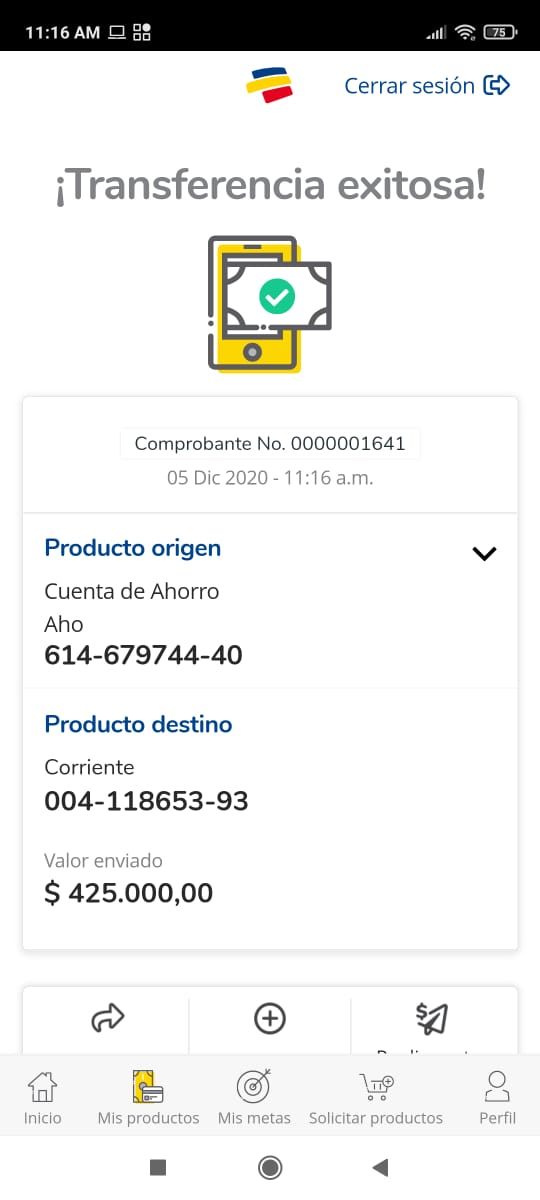 11:16 AM
75
Cerrar sesión
¡Transferencia exitosa!
Comprobante No. 0000001641
05 Dic 2020 - 11:16 a.m.
Producto origen
Cuenta de Ahorro
Aho
614-679744-40
Producto destino
Corriente
004-118653-93
Valor enviado
$ 425.000,00
Inicio
Mis productos
Mis metas
Solicitar productos
Perfil